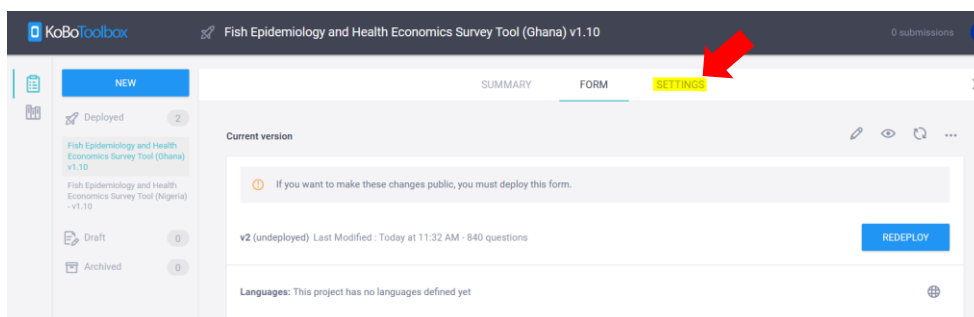 KoBoToolbox
Fish Epidemiology and Health Economics Survey Tool (Ghana) v1.10
0 submissions
NEW
SUMMARY
FORM
SETTINGS
Deployed
2
Fish Epidemiology and Health
Economics Survey Tool (Ghana)
v1.10
Fish Epidemiology and Health
Economics Survey Tool (Nigeria)
- v1.10
Draft
0
Archived
0
Current version
If you want to make these changes public, you must deploy this form.
v2 (undeployed) Last Modified : Today at 11:32 AM - 840 questions
REDEPLOY
Languages: This project has no languages defined yet